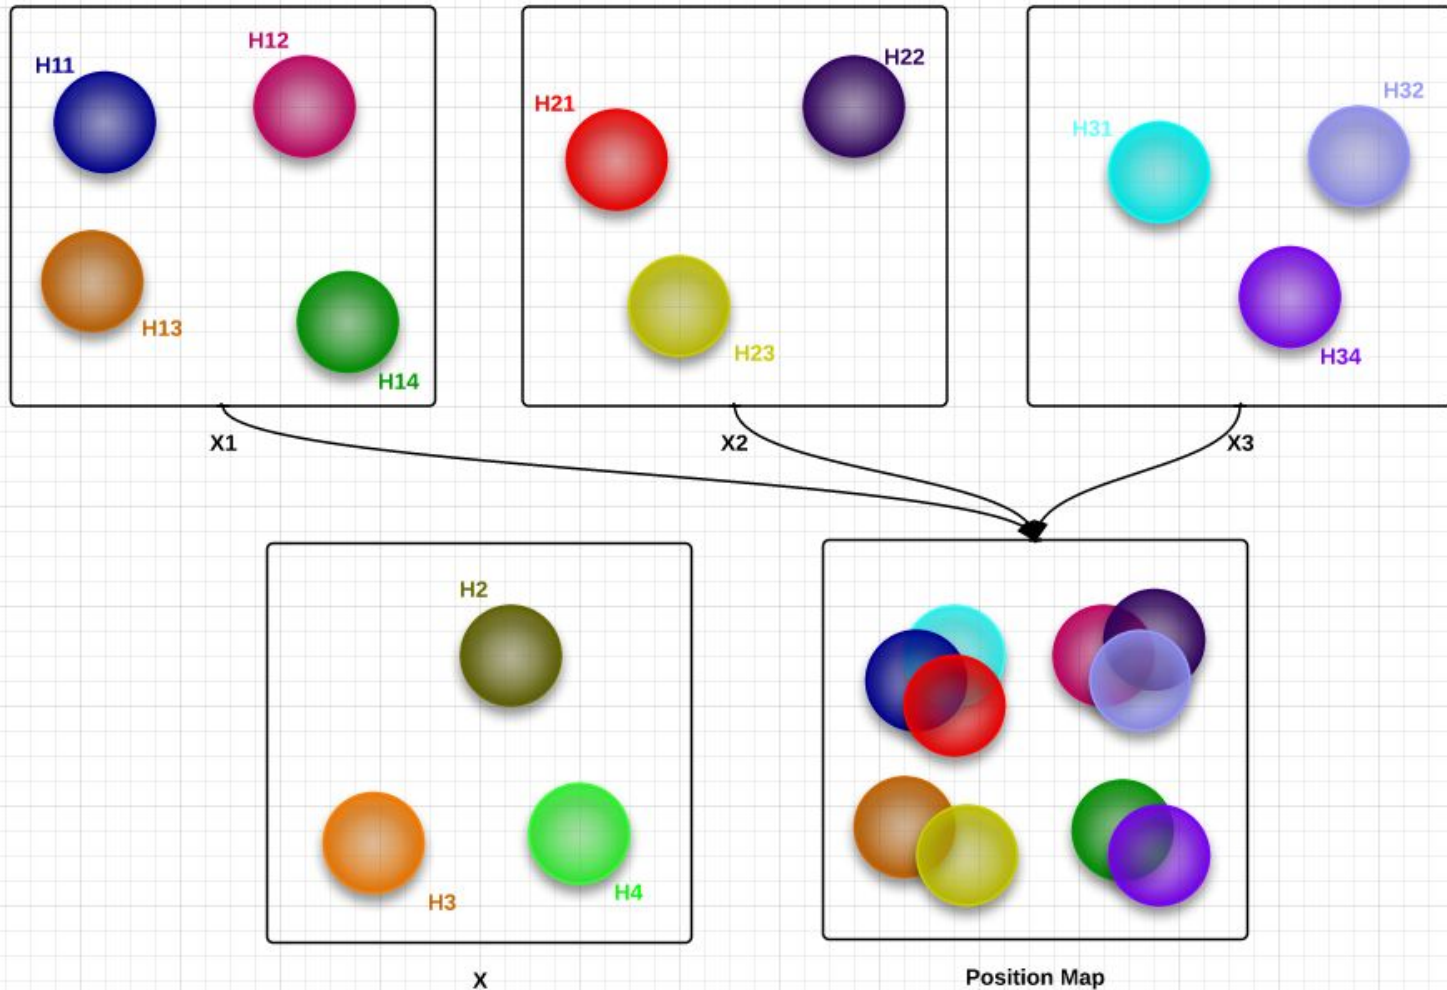 H11
H12
H13
H14
H21
H22
H23
H31
H32
H34
X1
X2
X3
H2
H3
H4
X
Position Map